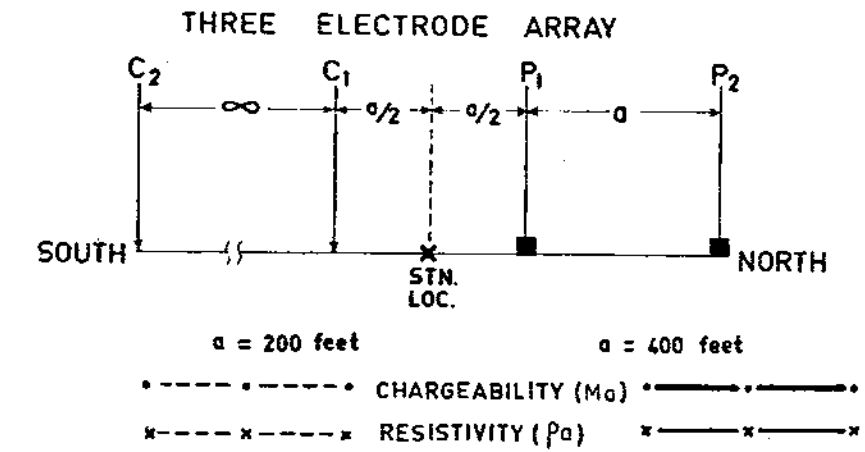 THREE ELECTRODE ARRAY
C2 C1 P1 P2
∞ a/2 a/2 a
SOUTH NORTH
STN.
LOC.
a = 200 feet a = 400 feet
CHARGEABILITY (Ma)
RESISTIVITY (ρa)